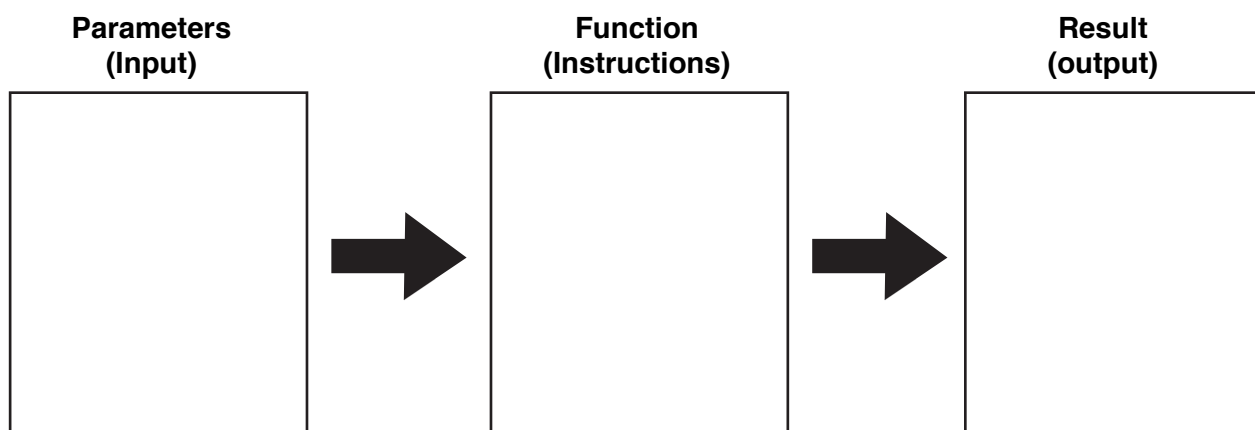 Parameters
(Input)
Function
(Instructions)
Result
(output)